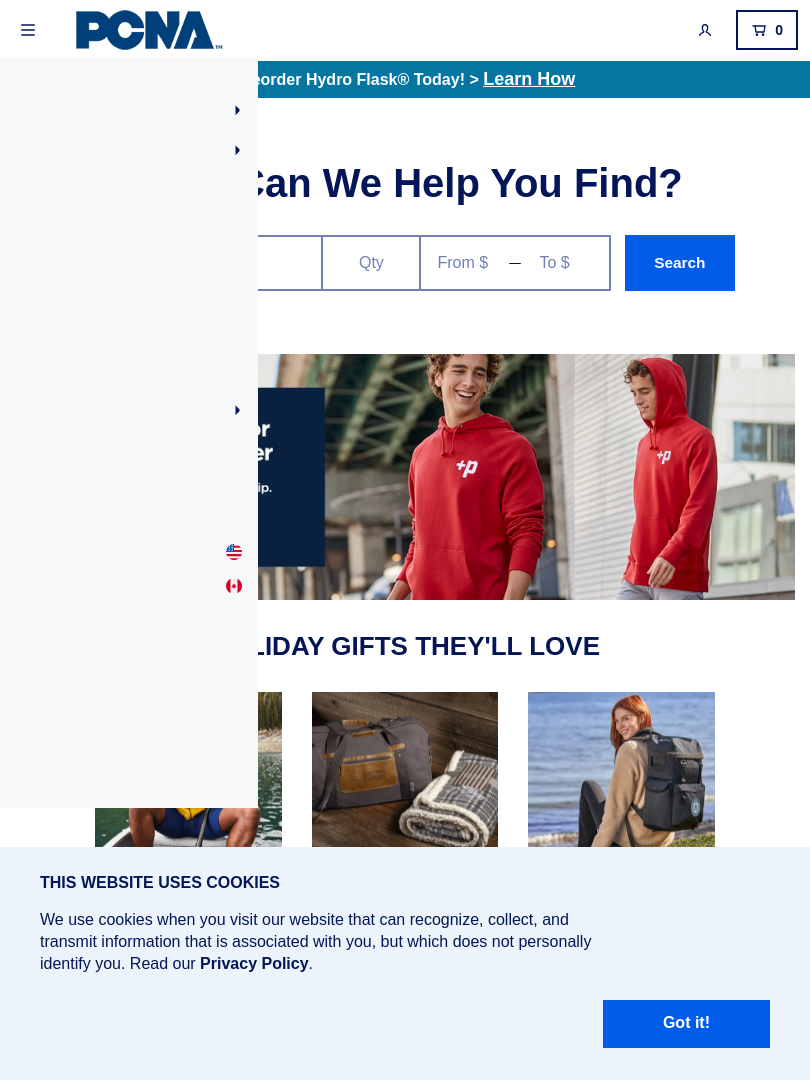 PCNA™
0
eorder Hydro Flask® Today! > Learn How
Can We Help You Find?
Qty
From $ — To $
Search
or
er
ip.
+p
+p
LIDAY GIFTS THEY'LL LOVE
THIS WEBSITE USES COOKIES
We use cookies when you visit our website that can recognize, collect, and
transmit information that is associated with you, but which does not personally
identify you. Read our Privacy Policy.
Got it!